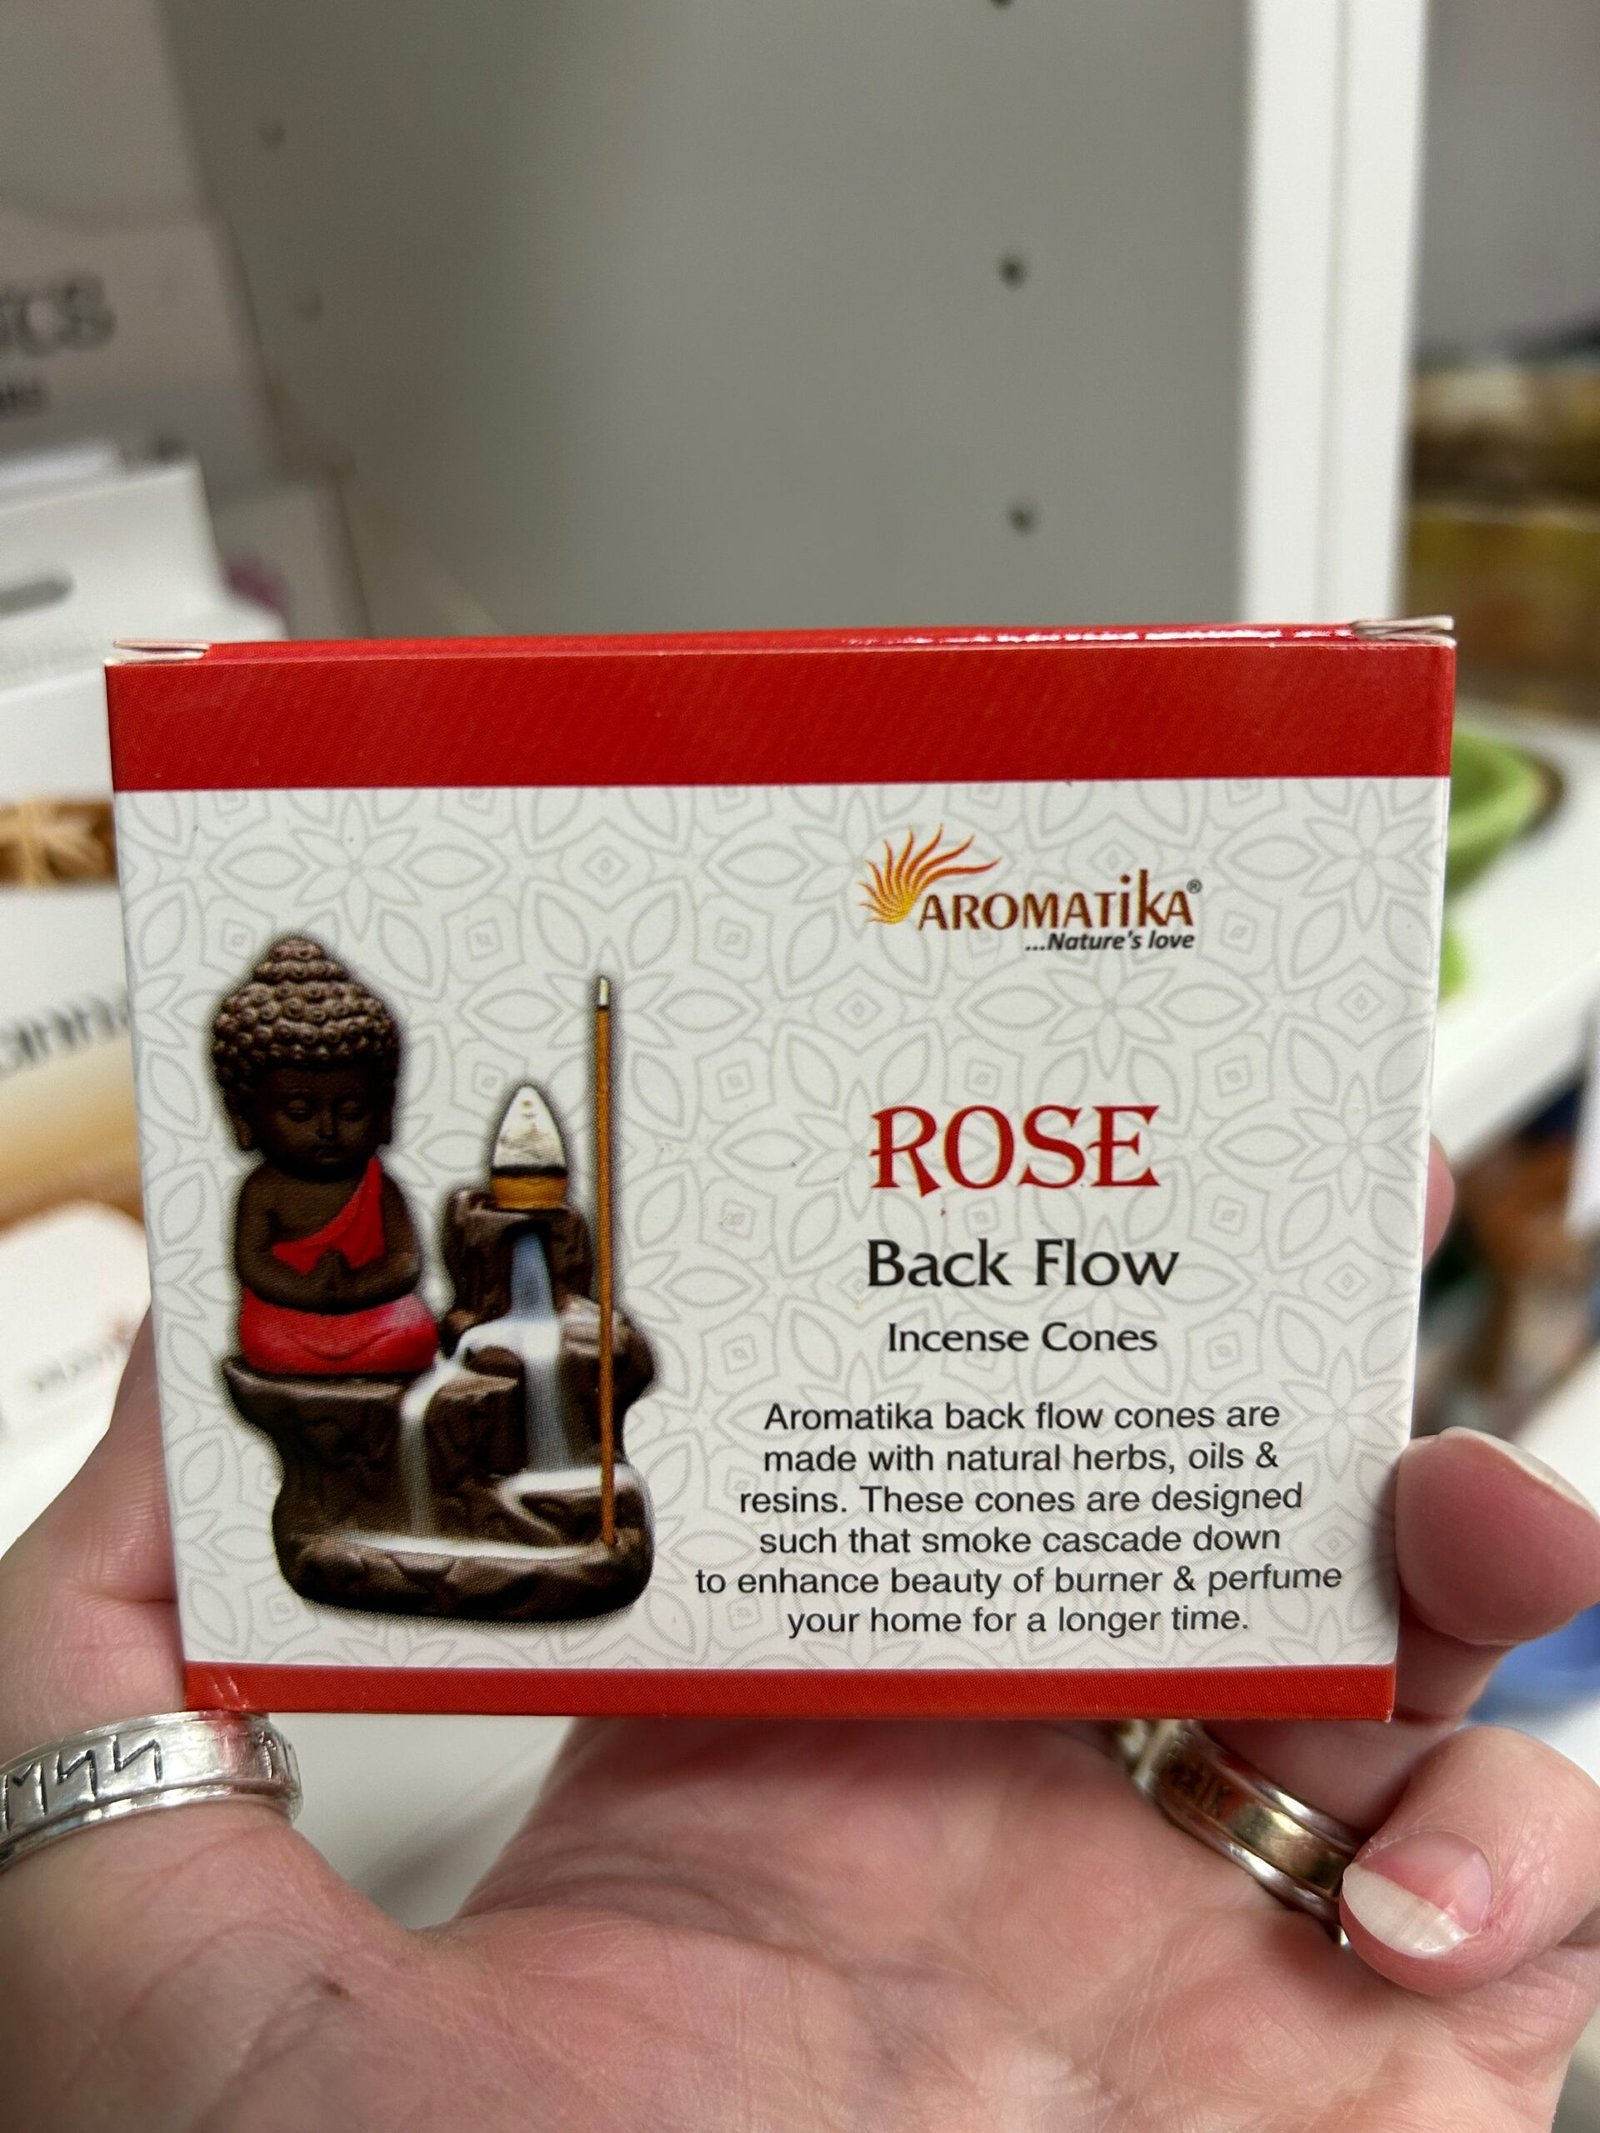 AROMATIKA®
...Nature's love
ROSE
Back Flow
Incense Cones
Aromatika back flow cones are
made with natural herbs, oils &
resins. These cones are designed
such that smoke cascade down
to enhance beauty of burner & perfume
your home for a longer time.